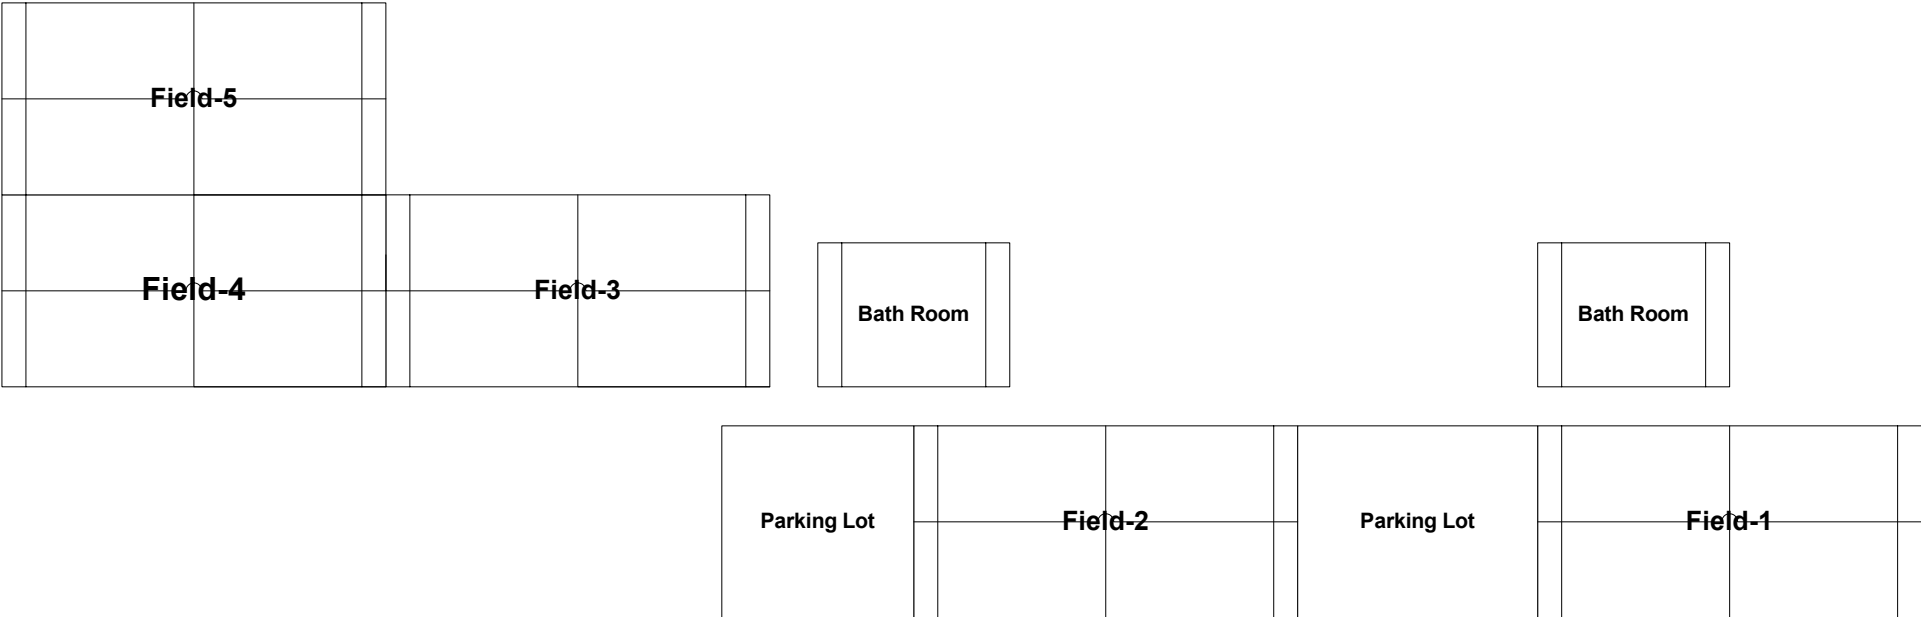 Field-5
Field-4
Field-3
Bath Room
Bath Room
Parking Lot
Field-2
Parking Lot
Field-1